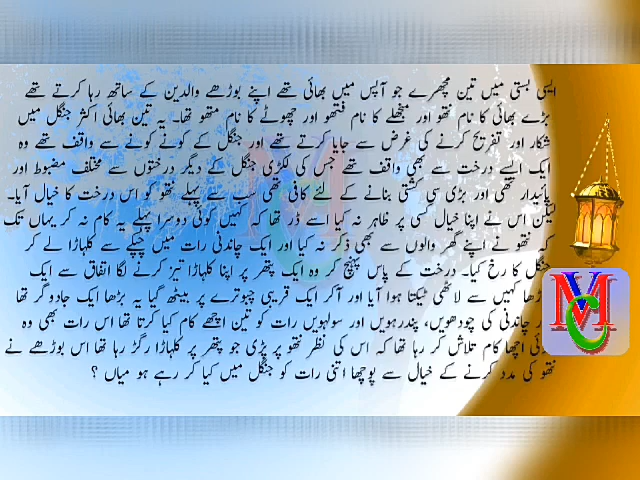 ایسی بستی میں تین مچھیرے جو آپس میں بھائی تھے اپنے بوڑھے والدین کے ساتھ رہا کرتے تھے
بڑے بھائی کا نام نتھو اور منجھلے کا نام فتھو اور چھوٹے کا نام متھو تھا۔ یہ تین بھائی اکثر جنگل میں
شکار اور تفریح کرنے کی غرض سے جایا کرتے تھے اور جنگل کے کونے کونے سے واقف تھے وہ
ایک ایسے درخت سے بھی واقف تھے جس کی لکڑی جنگل کے دیگر درختوں سے مختلف مضبوط اور
پائیدار تھی اور بڑی سی کشتی بنانے کے لئے کافی تھی سب سے پہلے نتھو کو اس درخت کا خیال آیا۔
لیکن اس نے اپنا خیال کسی پر ظاہر نہ کیا اسے ڈر تھا کہ کہیں کوئی دوسرا پہلے یہ کام نہ کر یہاں تک
کہ نتھو نے اپنے گھر والوں سے بھی ذکر نہ کیا اور ایک چاندنی رات میں چپکے سے کلہاڑا لے کر
جنگل کا رخ کیا۔ درخت کے پاس پہنچ کر وہ ایک پتھر پر اپنا کلہاڑا تیز کرنے لگا اتفاق سے ایک
بڑھا کہیں سے لاٹھی ٹیکتا ہوا آیا اور آکر ایک قریبی چبوترے پر بیٹھ گیا یہ بڑھا ایک جادوگر تھا
ہر چاندنی کی چودھویں، پندرہویں اور سولہویں رات کو تین اچھے کام کیا کرتا تھا اس رات بھی وہ
کوئی اچھا کام تلاش کر رہا تھا کہ اس کی نظر نتھو پر پڑی جو پتھر پر کلہاڑا رگڑ رہا تھا اس بوڑھے نے
نتھو کی مدد کرنے کے خیال سے پوچھا اتنی رات کو جنگل میں کیا کر رہے ہو میاں ؟
MC